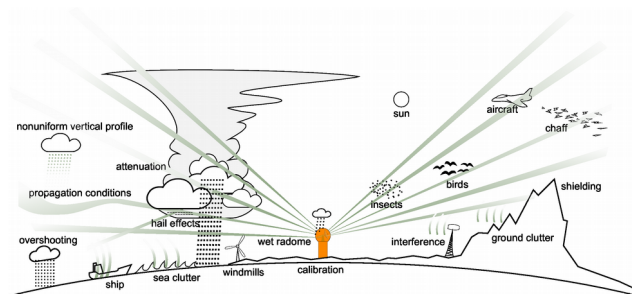 sun
aircraft
chaff
nonuniform vertical profile
attenuation
birds
shielding
propagation conditions
insects
hail effects
overshooting
wet radome
interference
ground clutter
sea clutter
windmills
calibration
ship